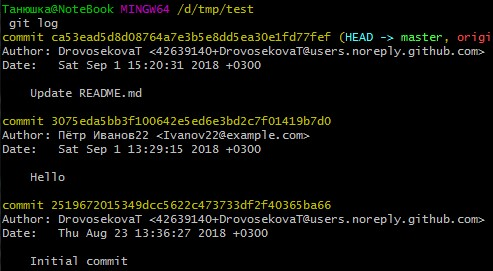 Танюшка@NoteBook MINGW64 /d/tmp/test
git log
commit ca53ead5d8d08764a7e3b5e8dd5ea30e1fd77fef (HEAD -> master, origi
Author: DrovosekovaT <42639140+DrovosekovaT@users.noreply.github.com>
Date:   Sat Sep 1 15:20:31 2018 +0300
Update README.md
commit 3075eda5bb3f100642e5ed6e3bd2c7f01419b7d0
Author: Пётр Иванов22 <Ivanov22@example.com>
Date:   Sat Sep 1 13:29:15 2018 +0300
Hello
commit 2519672015349dcc5622c473733df2f40365ba66
Author: DrovosekovaT <42639140+DrovosekovaT@users.noreply.github.com>
Date:   Thu Aug 23 13:36:27 2018 +0300
Initial commit